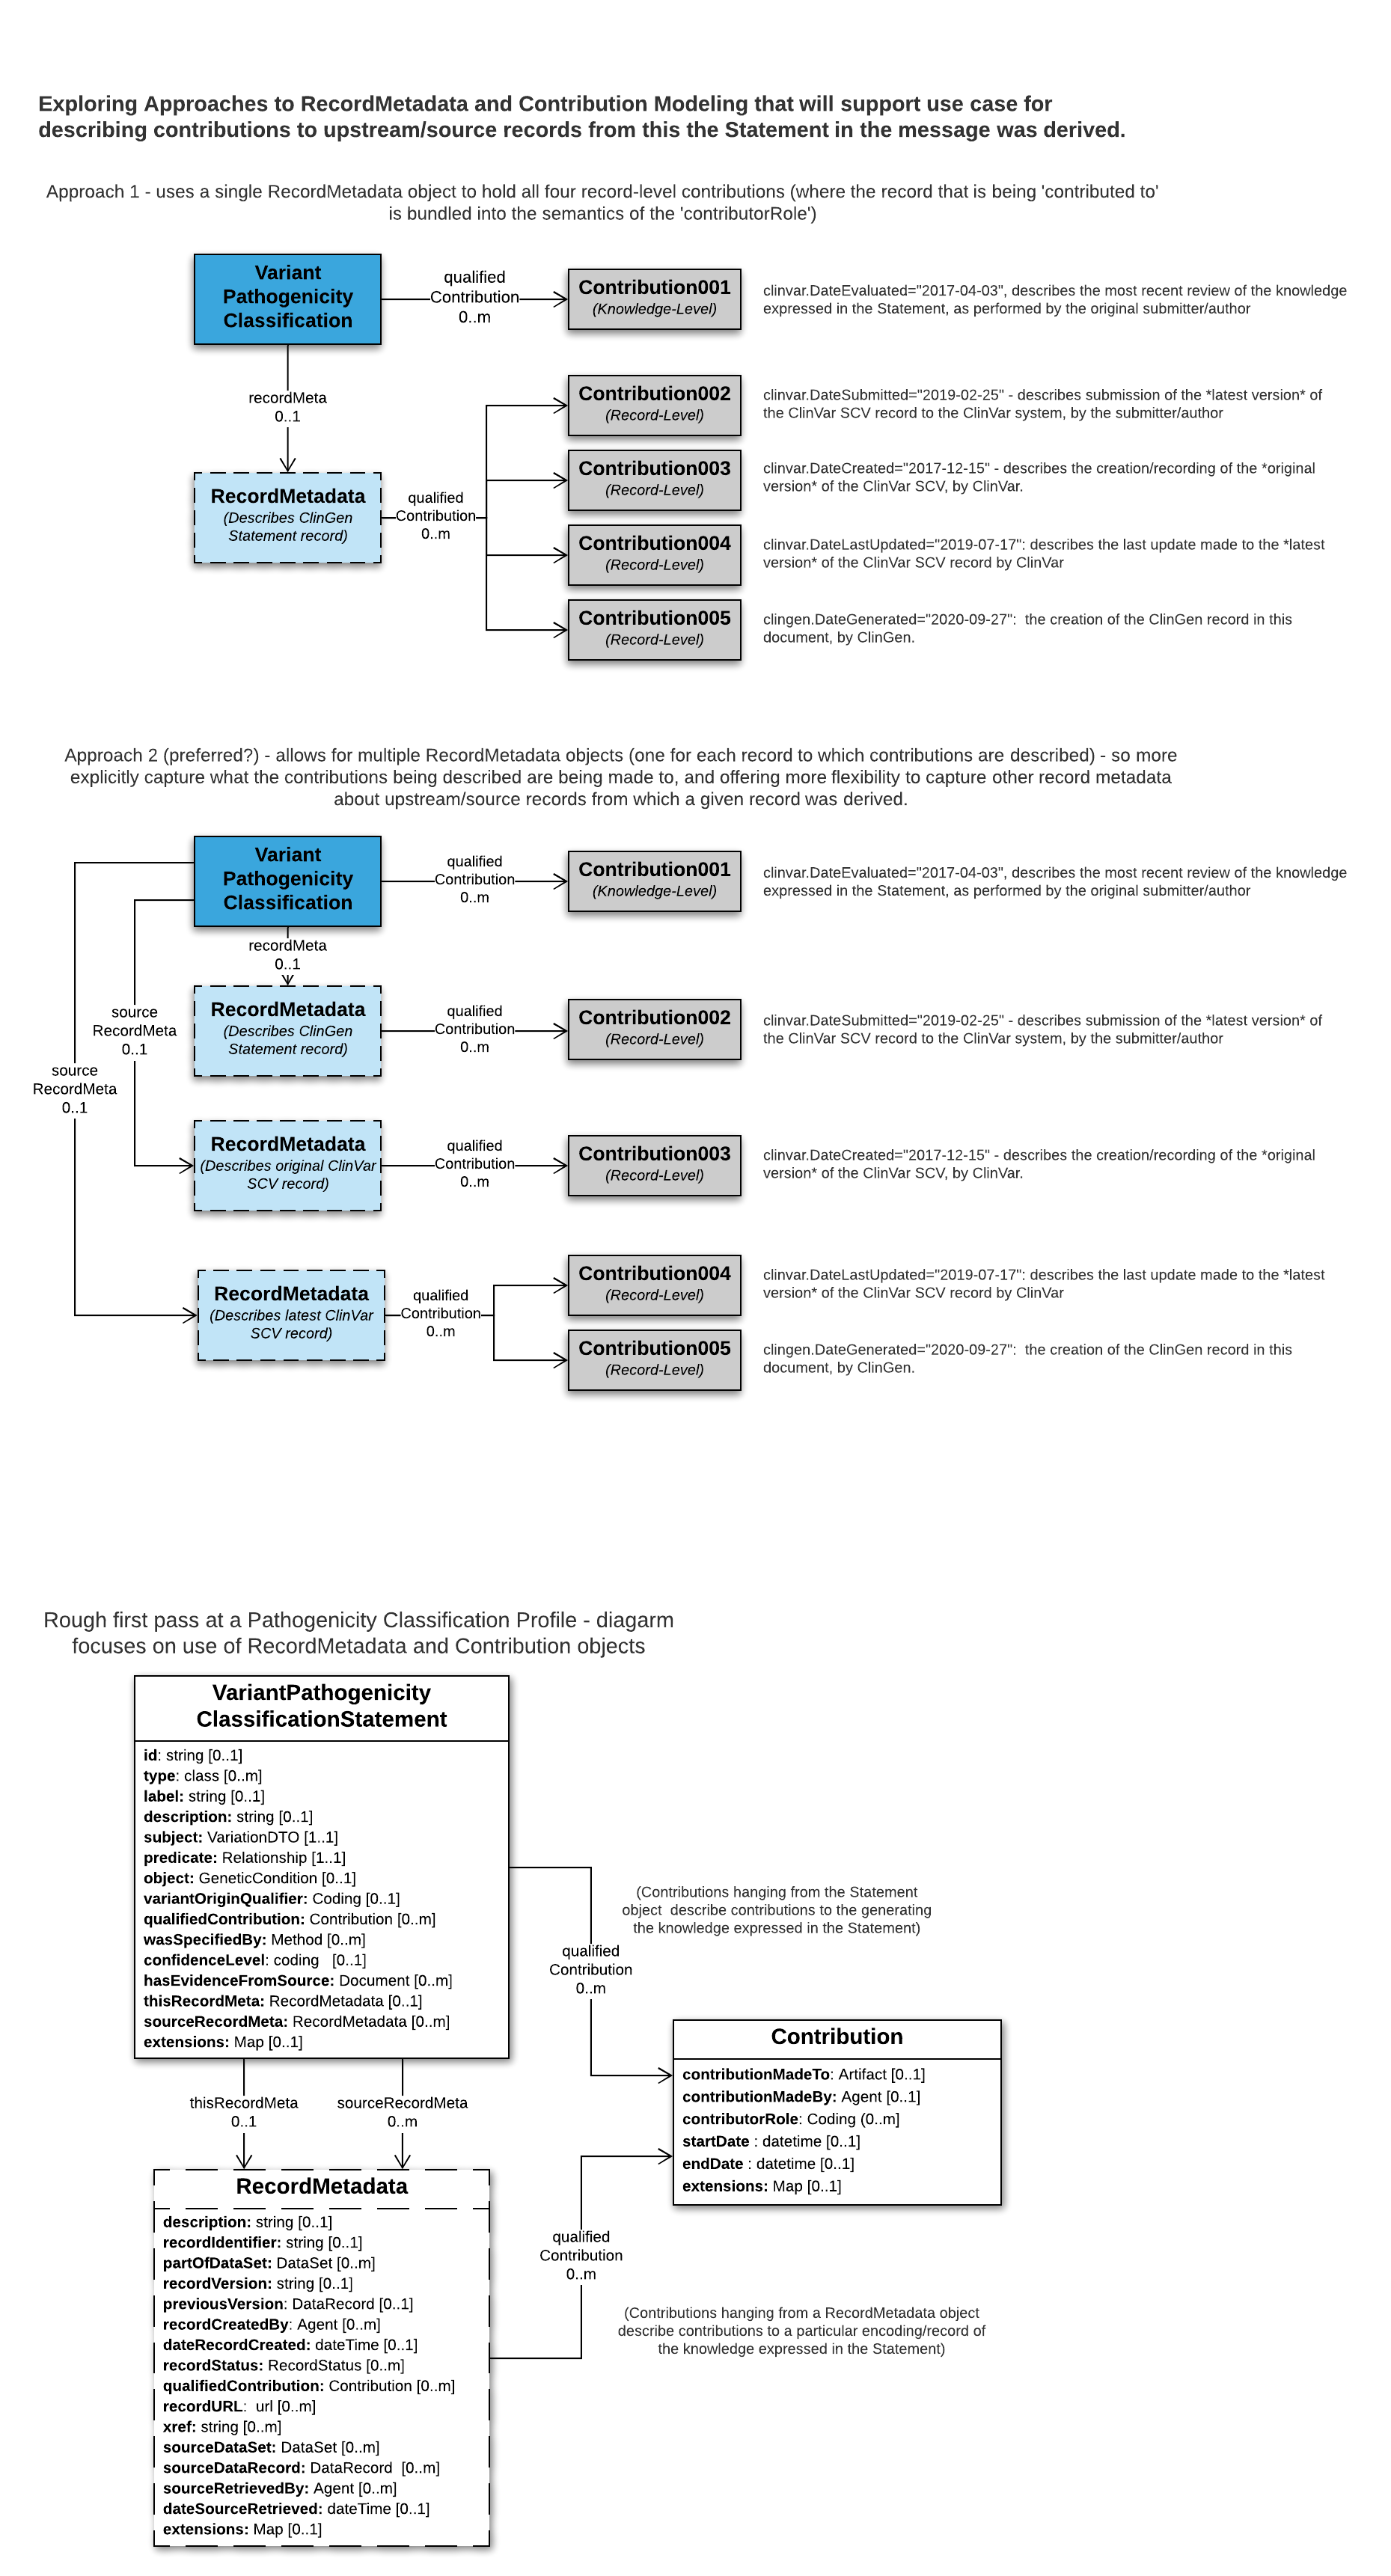 Exploring Approaches to RecordMetadata and Contribution Modeling that will support use case for
describing contributions to upstream/source records from this the Statement in the message was derived.
Approach 1 - uses a single RecordMetadata object to hold all four record-level contributions (where the record that is being 'contributed to'
is bundled into the semantics of the 'contributorRole')
Variant
Pathogenicity
Classification
qualified
Contribution
0..m
Contribution001
(Knowledge-Level)
clinvar.DateEvaluated="2017-04-03", describes the most recent review of the knowledge
expressed in the Statement, as performed by the original submitter/author
recordMeta
0..1
Contribution002
(Record-Level)
clinvar.DateSubmitted="2019-02-25" - describes submission of the *latest version* of
the ClinVar SCV record to the ClinVar system, by the submitter/author
RecordMetadata
(Describes ClinGen
Statement record)
qualified
Contribution
0..m
Contribution003
(Record-Level)
clinvar.DateCreated="2017-12-15" - describes the creation/recording of the *original
version* of the ClinVar SCV, by ClinVar.
Contribution004
(Record-Level)
clinvar.DateLastUpdated="2019-07-17": describes the last update made to the *latest
version* of the ClinVar SCV record by ClinVar
Contribution005
(Record-Level)
clingen.DateGenerated="2020-09-27":  the creation of the ClinGen record in this
document, by ClinGen.
Approach 2 (preferred?) - allows for multiple RecordMetadata objects (one for each record to which contributions are described) - so more
explicitly capture what the contributions being described are being made to, and offering more flexibility to capture other record metadata
about upstream/source records from which a given record was derived.
Variant
Pathogenicity
Classification
qualified
Contribution
0..m
Contribution001
(Knowledge-Level)
clinvar.DateEvaluated="2017-04-03", describes the most recent review of the knowledge
expressed in the Statement, as performed by the original submitter/author
recordMeta
0..1
source
RecordMeta
0..1
source
RecordMeta
0..1
RecordMetadata
(Describes ClinGen
Statement record)
qualified
Contribution
0..m
Contribution002
(Record-Level)
clinvar.DateSubmitted="2019-02-25" - describes submission of the *latest version* of
the ClinVar SCV record to the ClinVar system, by the submitter/author
RecordMetadata
(Describes original ClinVar
SCV record)
qualified
Contribution
0..m
Contribution003
(Record-Level)
clinvar.DateCreated="2017-12-15" - describes the creation/recording of the *original
version* of the ClinVar SCV, by ClinVar.
RecordMetadata
(Describes latest ClinVar
SCV record)
qualified
Contribution
0..m
Contribution004
(Record-Level)
clinvar.DateLastUpdated="2019-07-17": describes the last update made to the *latest
version* of the ClinVar SCV record by ClinVar
Contribution005
(Record-Level)
clingen.DateGenerated="2020-09-27":  the creation of the ClinGen record in this
document, by ClinGen.
Rough first pass at a Pathogenicity Classification Profile - diagarm
focuses on use of RecordMetadata and Contribution objects
VariantPathogenicity
ClassificationStatement
id: string [0..1]
type: class [0..m]
label: string [0..1]
description: string [0..1]
subject: VariationDTO [1..1]
predicate: Relationship [1..1]
object: GeneticCondition [0..1]
variantOriginQualifier: Coding [0..1]
qualifiedContribution: Contribution [0..m]
wasSpecifiedBy: Method [0..m]
confidenceLevel: coding   [0..1]
hasEvidenceFromSource: Document [0..m]
thisRecordMeta: RecordMetadata [0..1]
sourceRecordMeta: RecordMetadata [0..m]
extensions: Map [0..1]
(Contributions hanging from the Statement
object  describe contributions to the generating
the knowledge expressed in the Statement)
qualified
Contribution
0..m
Contribution
contributionMadeTo: Artifact [0..1]
contributionMadeBy: Agent [0..1]
contributorRole: Coding (0..m]
startDate : datetime [0..1]
endDate : datetime [0..1]
extensions: Map [0..1]
thisRecordMeta
0..1
sourceRecordMeta
0..m
RecordMetadata
description: string [0..1]
recordIdentifier: string [0..1]
partOfDataSet: DataSet [0..m]
recordVersion: string [0..1]
previousVersion: DataRecord [0..1]
recordCreatedBy: Agent [0..m]
dateRecordCreated: dateTime [0..1]
recordStatus: RecordStatus [0..m]
qualifiedContribution: Contribution [0..m]
recordURL:  url [0..m]
xref: string [0..m]
sourceDataSet: DataSet [0..m]
sourceDataRecord: DataRecord  [0..m]
sourceRetrievedBy: Agent [0..m]
dateSourceRetrieved: dateTime [0..1]
extensions: Map [0..1]
qualified
Contribution
0..m
(Contributions hanging from a RecordMetadata object
describe contributions to a particular encoding/record of
the knowledge expressed in the Statement)